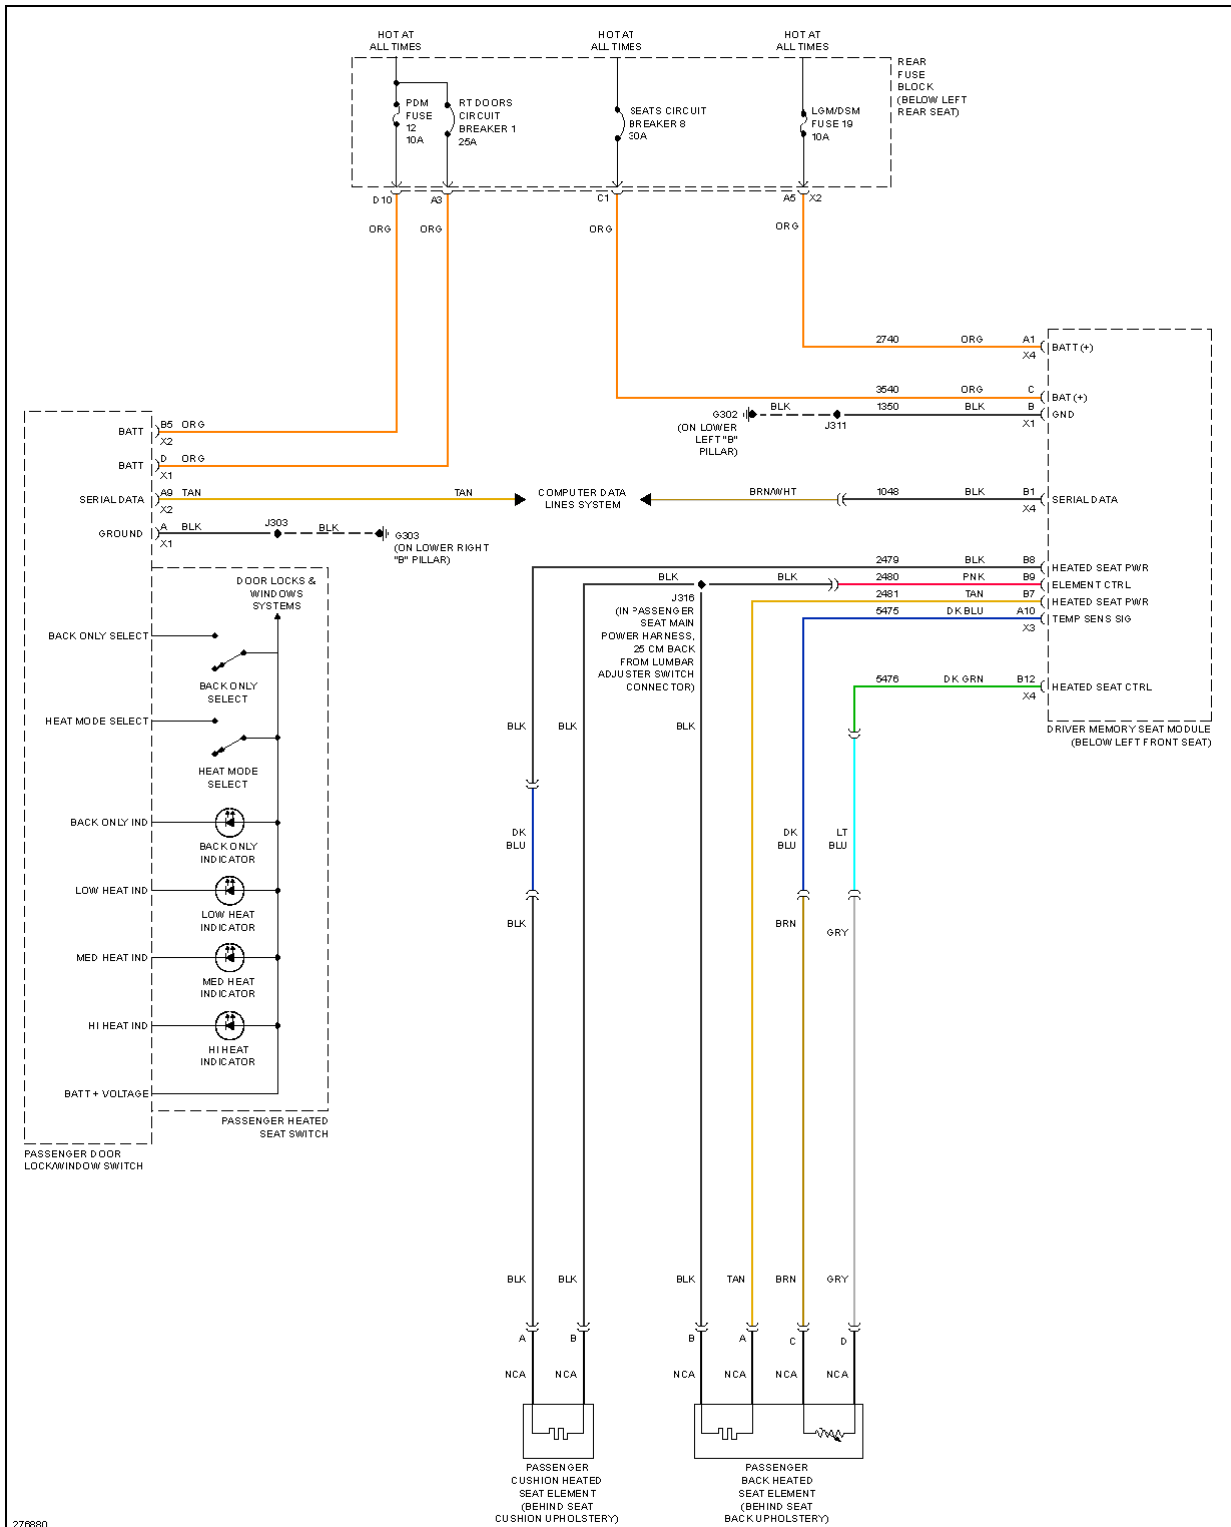 HOT AT
ALL TIMES
HOT AT
ALL TIMES
HOT AT
ALL TIMES
REAR
FUSE
BLOCK
(BELOW LEFT
REAR SEAT)
PDM
FUSE
12
10A
RT DOORS
CIRCUIT
BREAKER 1
25A
SEATS CIRCUIT
BREAKER 8
30A
LGM/DSM
FUSE 19
10A
D10
A3
C1
A5
X2
ORG
ORG
ORG
ORG
2740 ORG A1
X4
BATT (+)
3540 ORG C
BAT (+)
G302
(ON LOWER
LEFT "B"
PILLAR)
BLK
J311
1350 BLK B
X1
GND
BATT
B5 ORG
X2
BATT
D ORG
X1
SERIAL DATA
A9 TAN
X2
TAN
COMPUTER DATA
LINES SYSTEM
BRN/WHT
1048 BLK B1
X4
SERIAL DATA
GROUND
A BLK
X1
J303
BLK
G303
(ON LOWER RIGHT
"B" PILLAR)
2479 BLK B8
HEATED SEAT PWR
BLK
BLK
2480 PNK B9
ELEMENT CTRL
2481 TAN B7
HEATED SEAT PWR
5475 DK BLU A10
X3
TEMP SENS SIG
J316
(IN PASSENGER
SEAT MAIN
POWER HARNESS,
25 CM BACK
FROM LUMBAR
ADJUSTER SWITCH
CONNECTOR)
5476 DK GRN B12
X4
HEATED SEAT CTRL
DRIVER MEMORY SEAT MODULE
(BELOW LEFT FRONT SEAT)
DOOR LOCKS &
WINDOWS
SYSTEMS
BACK ONLY SELECT
BACK ONLY
SELECT
HEAT MODE SELECT
HEAT MODE
SELECT
BACK ONLY IND
BACK ONLY
INDICATOR
LOW HEAT IND
LOW HEAT
INDICATOR
MED HEAT IND
MED HEAT
INDICATOR
HI HEAT IND
HI HEAT
INDICATOR
BATT + VOLTAGE
PASSENGER HEATED
SEAT SWITCH
PASSENGER DOOR
LOCK/WINDOW SWITCH
BLK
BLK
BLK
DK
BLU
DK
BLU
LT
BLU
BLK
BRN
GRY
BLK
BLK
BLK
TAN
BRN
GRY
A
B
B
A
C
D
NCA
NCA
NCA
NCA
NCA
NCA
PASSENGER
CUSHION HEATED
SEAT ELEMENT
(BEHIND SEAT
CUSHION UPHOLSTERY)
PASSENGER
BACK HEATED
SEAT ELEMENT
(BEHIND SEAT
BACK UPHOLSTERY)
276880